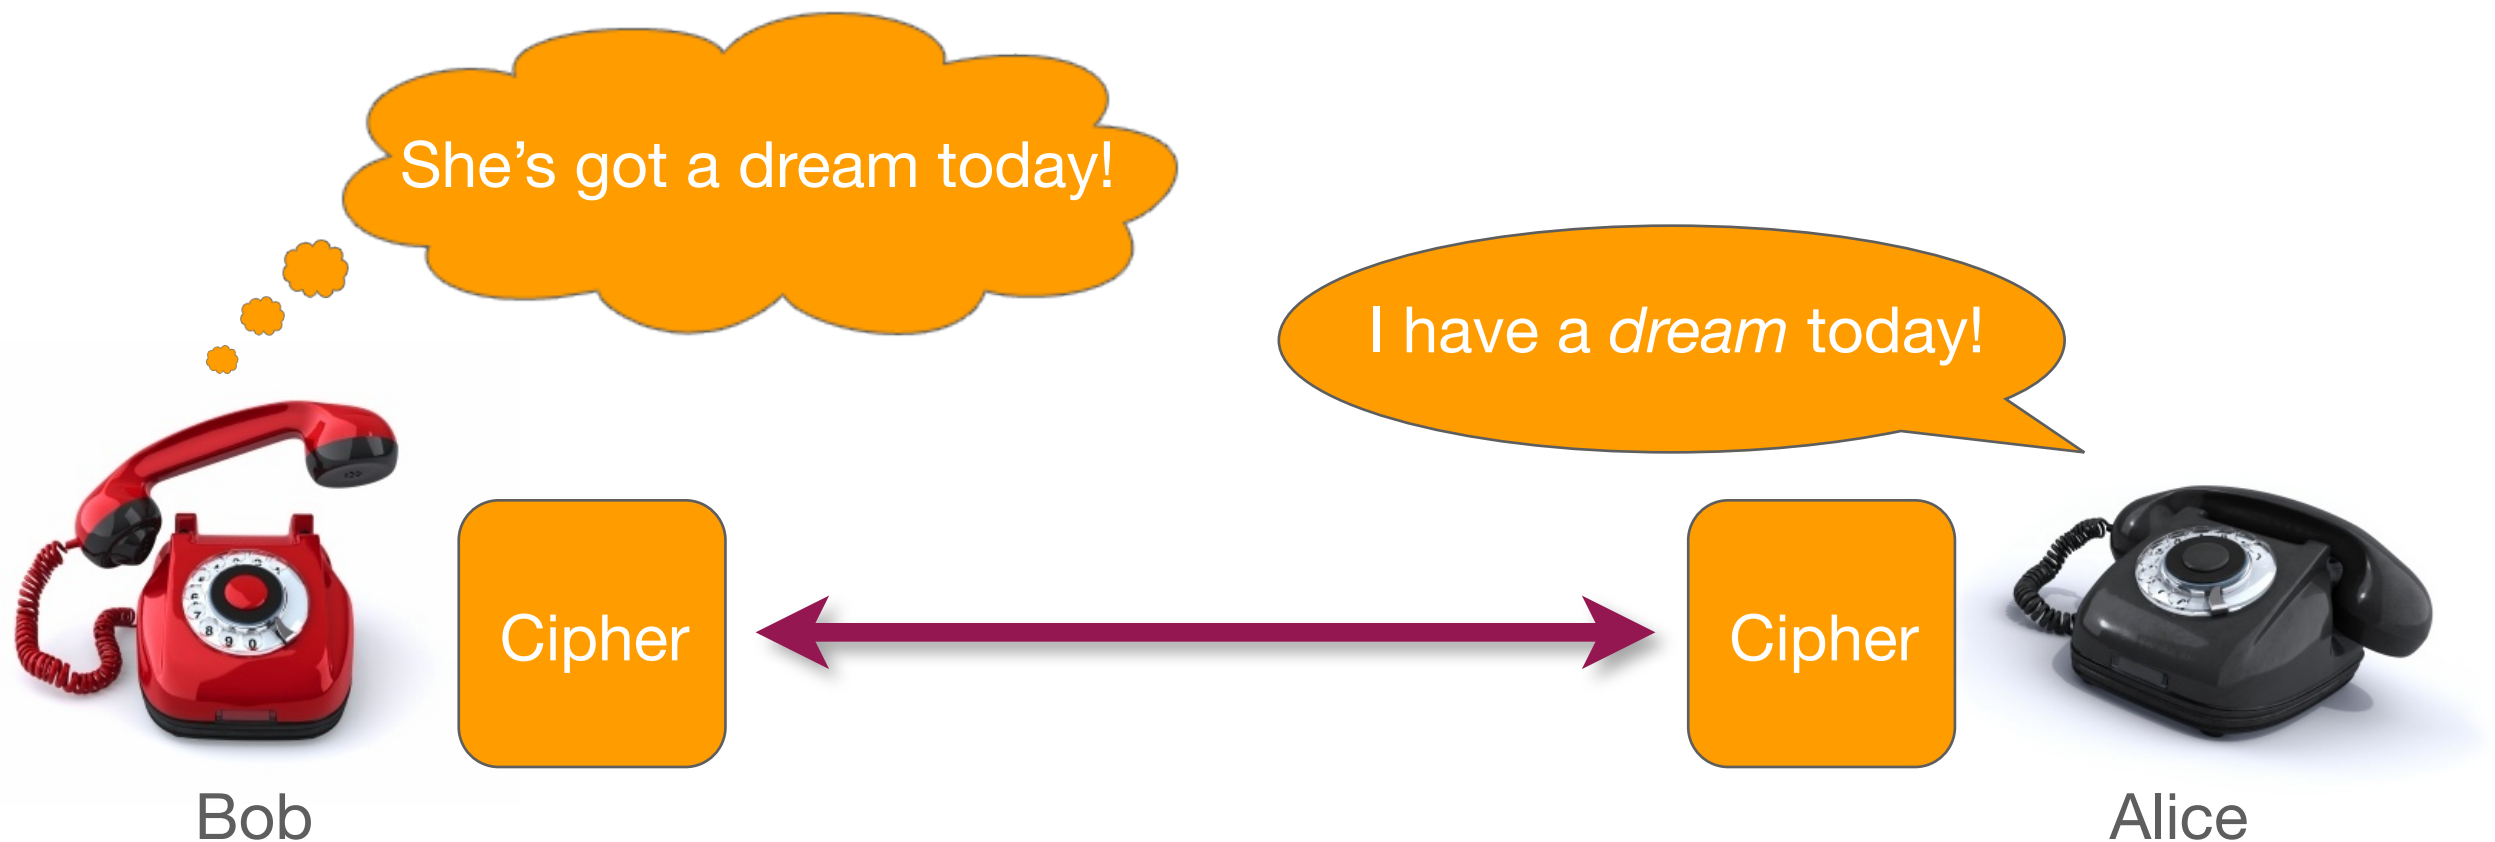 She’s got a dream today!
I have a dream today!
Cipher
Cipher
Bob
Alice